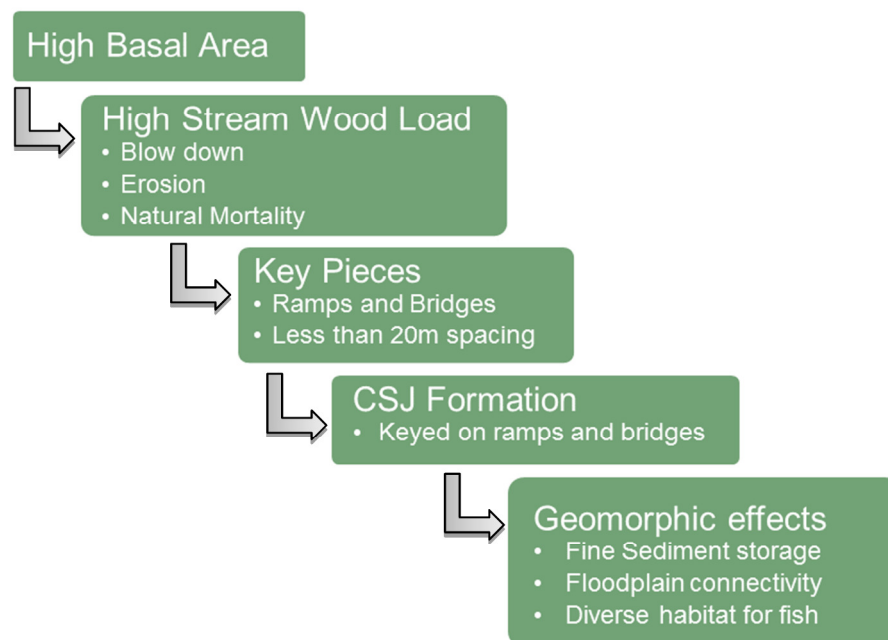 High Basal Area
High Stream Wood Load
• Blow down
• Erosion
• Natural Mortality
Key Pieces
• Ramps and Bridges
• Less than 20m spacing
CSJ Formation
• Keyed on ramps and bridges
Geomorphic effects
• Fine Sediment storage
• Floodplain connectivity
• Diverse habitat for fish